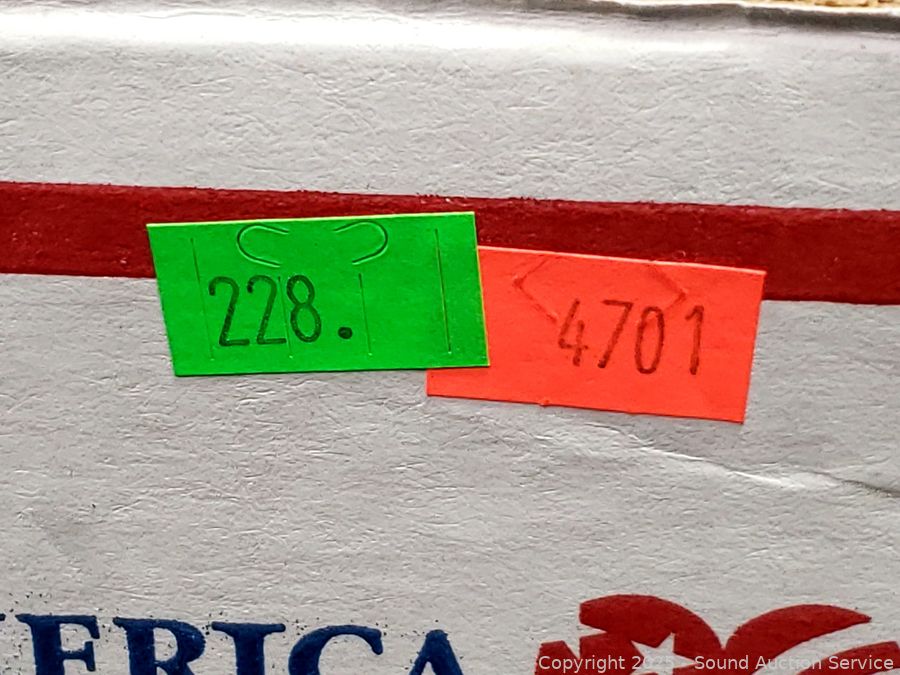 228.
4701
ERICA
Copyright 2025 - Sound Auction Service